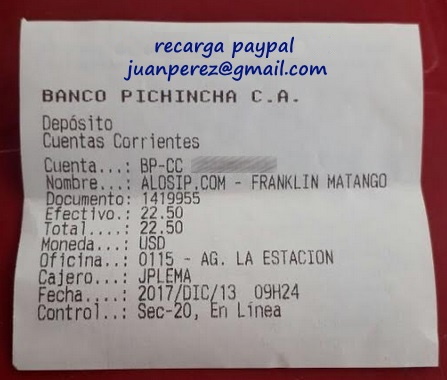 recarga paypal
juanperez@gmail.com
BANCO PICHINCHA C.A.
Depósito
Cuentas Corrientes
Cuenta...: BP-CC
Nombre...: ALOSIP.COM - FRANKLIN MATANGO
Documento: 1419955
Efectivo.: 22.50
Total....: 22.50
Moneda...: USD
Oficina..: 0115 - AG. LA ESTACION
Cajero...: JPLEMA
Fecha....: 2017/DIC/13 09H24
Control..: Sec-20, En Línea